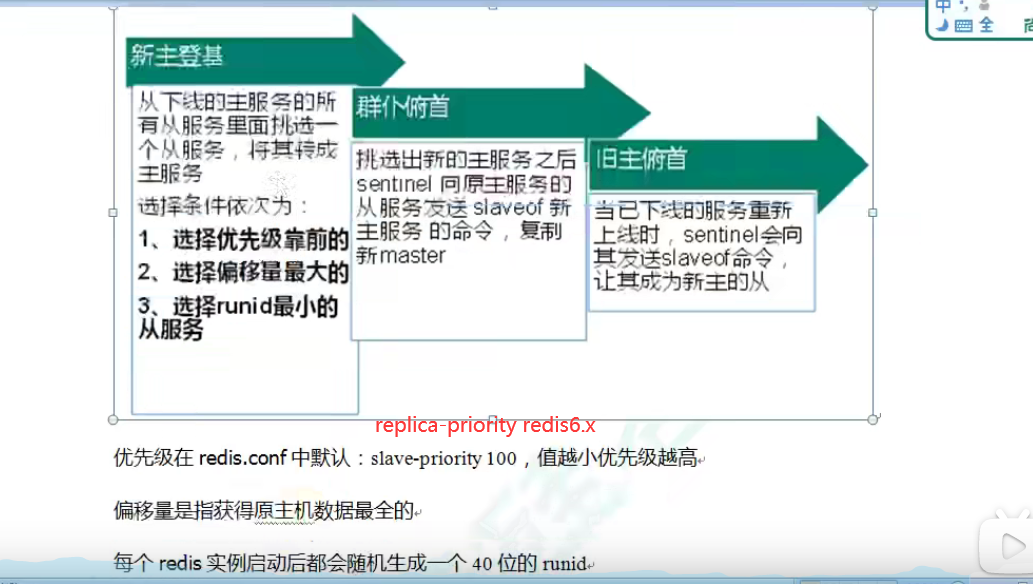 中
全
新主登基
从下线的主服务的所
有从服务里面挑选一
个从服务，将其转成
主服务
选择条件依次为：
1、选择优先级靠前的
2、选择偏移量最大的
3、选择runid最小的
从服务
群仆俯首
挑选出新的主服务之后
sentinel 向原主服务的
从服务发送 slaveof 新
主服务 的命令，复制
新master
旧主俯首
当已下线的服务重新
上线时，sentinel会向
其发送slaveof命令，
让其成为新主的从
replica-priority redis6.x
优先级在 redis.conf 中默认：slave-priority 100，值越小优先级越高
偏移量是指获得原主机数据最全的
每个 redis 实例启动后都会随机生成一个 40 位的 runid